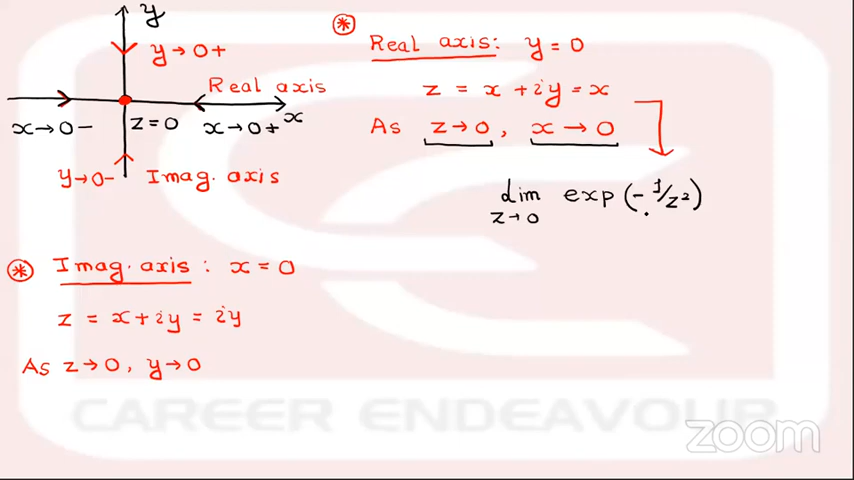 y
y→0+
Real axis
x→0-
z=0
x→0+
x
y→0-
Imag. axis
* Real axis: y=0
z = x+iy = x
As z→0, x→0
lim exp(-1/z²)
z→0
* Imag. axis: x=0
z = x+iy = iy
As z→0, y→0
CAREER ENDEAVOUR
zoom